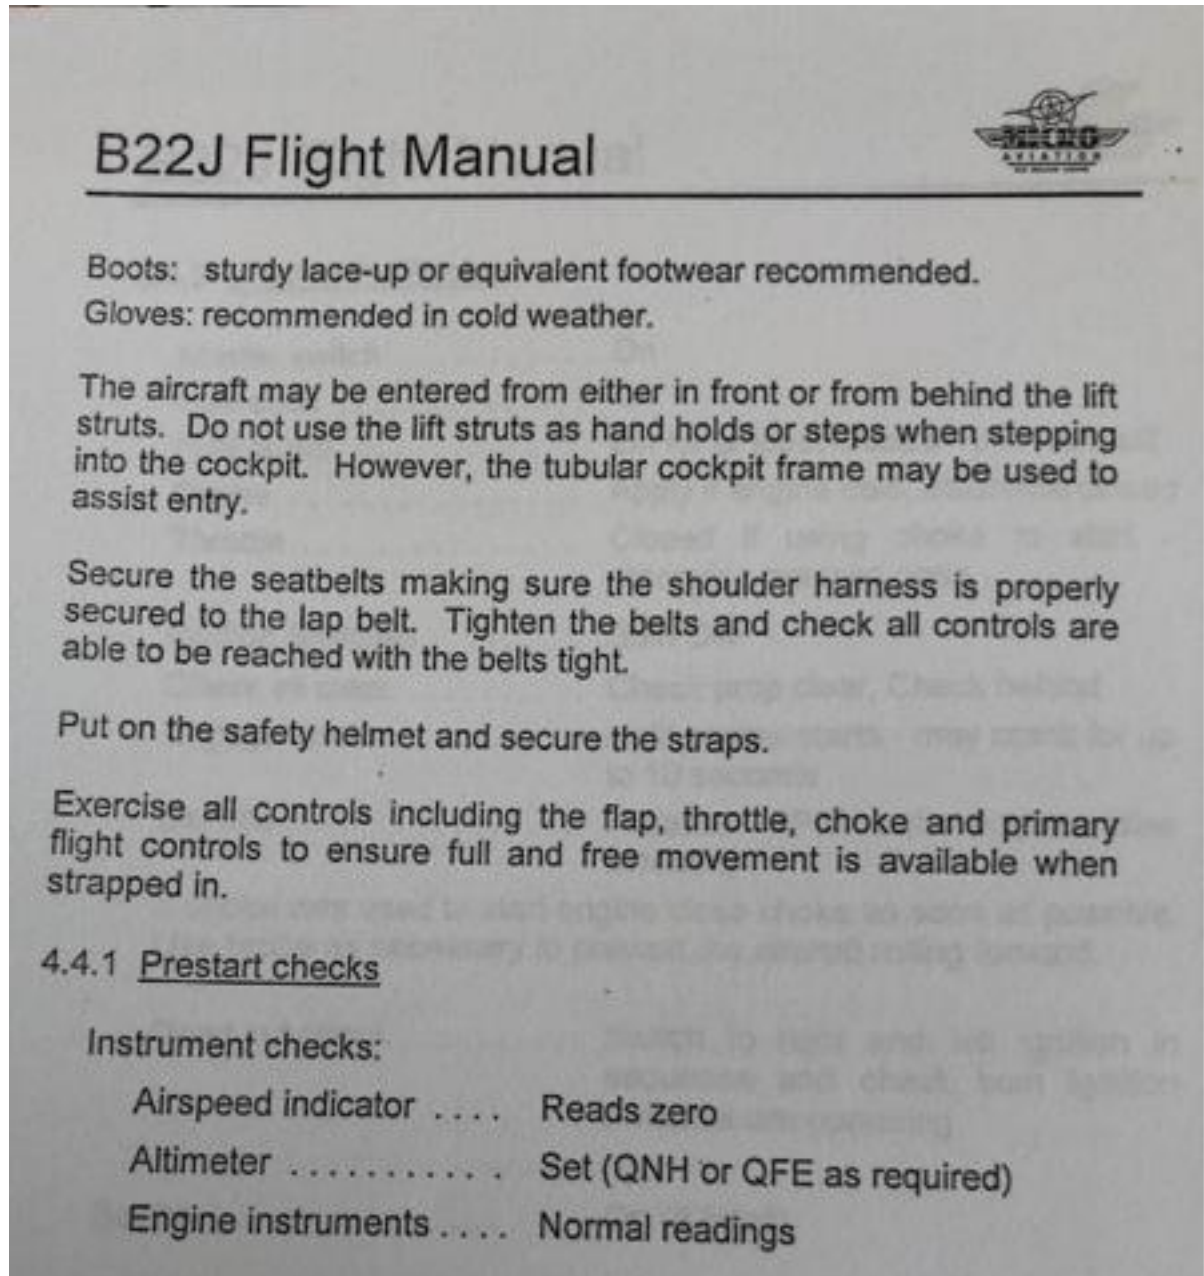 B22J Flight Manual
MICRO
AVIATION
Boots: sturdy lace-up or equivalent footwear recommended.
Gloves: recommended in cold weather.
The aircraft may be entered from either in front or from behind the lift
struts. Do not use the lift struts as hand holds or steps when stepping
into the cockpit. However, the tubular cockpit frame may be used to
assist entry.
Secure the seatbelts making sure the shoulder harness is properly
secured to the lap belt. Tighten the belts and check all controls are
able to be reached with the belts tight.
Put on the safety helmet and secure the straps.
Exercise all controls including the flap, throttle, choke and primary
flight controls to ensure full and free movement is available when
strapped in.
4.4.1 Prestart checks
Instrument checks:
Airspeed indicator .... Reads zero
Altimeter ........... Set (QNH or QFE as required)
Engine instruments .... Normal readings